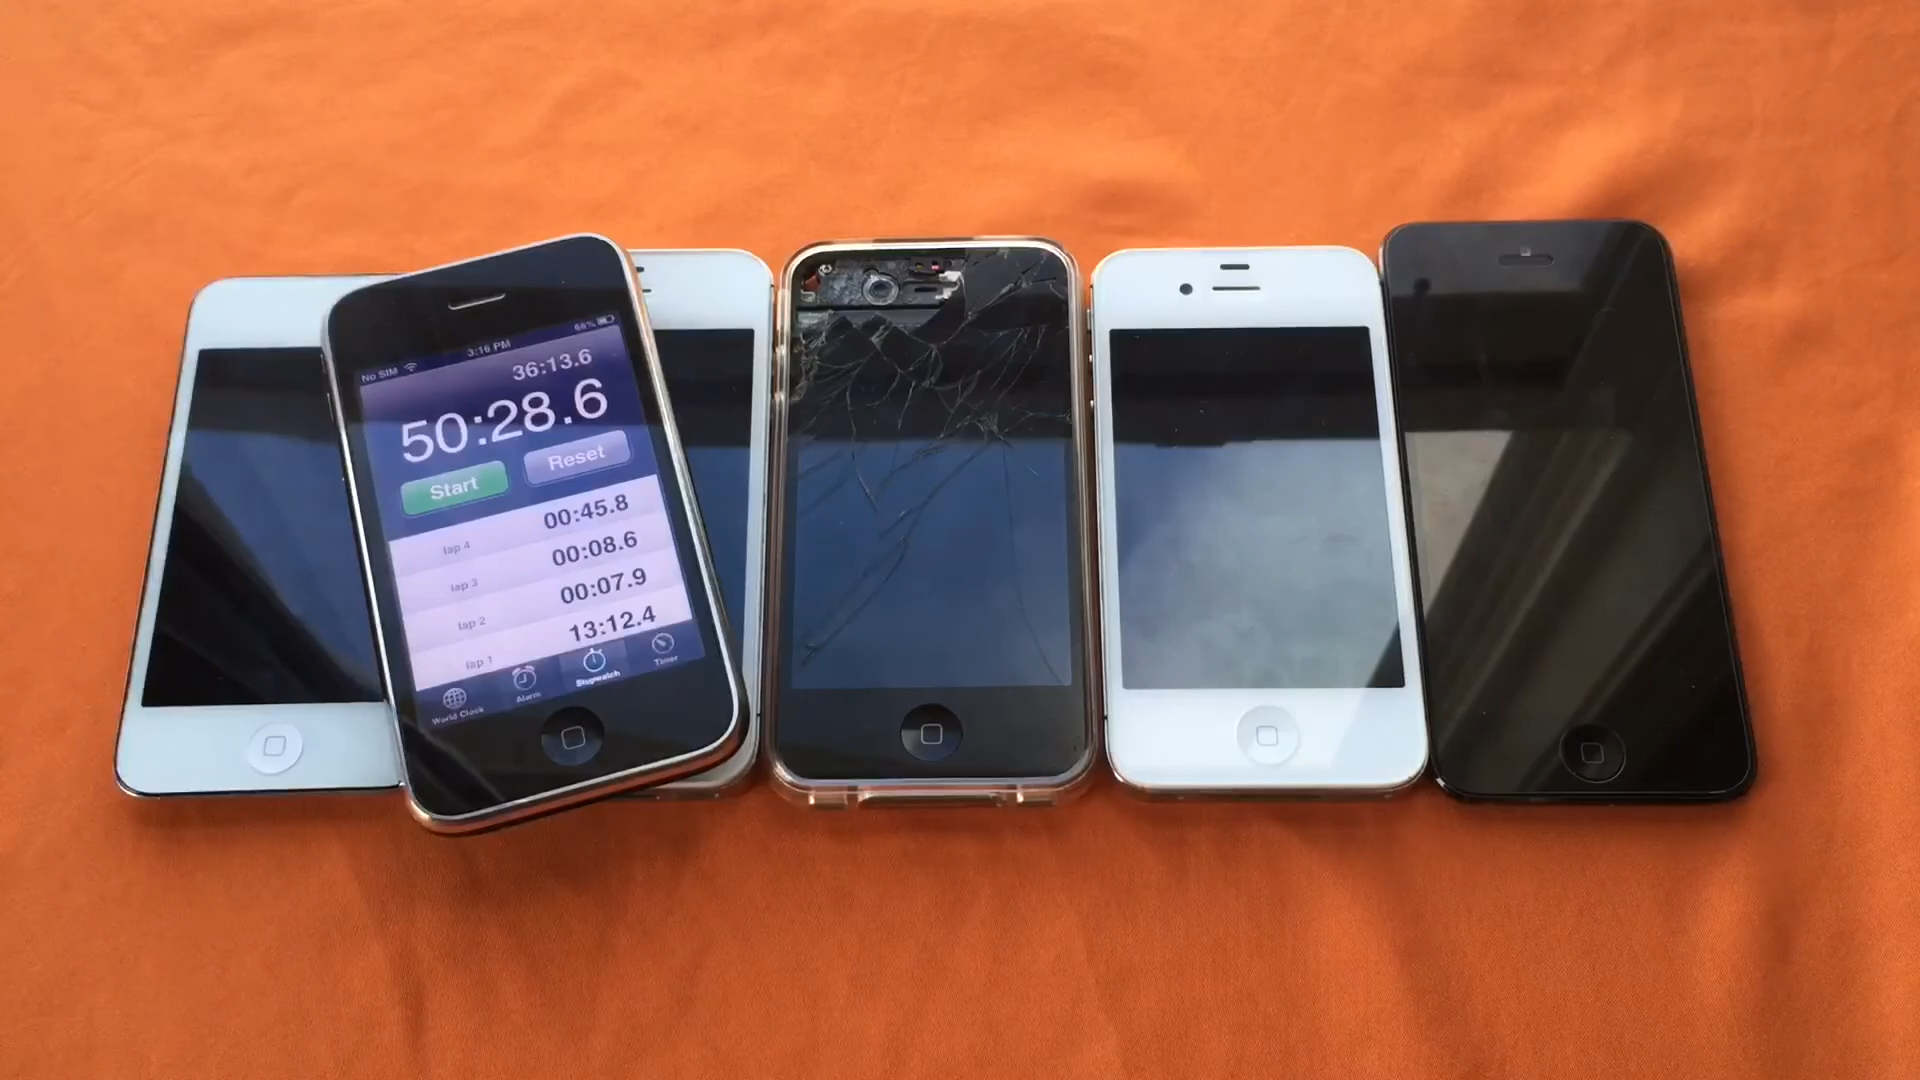 No SIM 3:16 PM 66%
36:13.6
50:28.6
Start Reset
lap 4 00:45.8
lap 3 00:08.6
lap 2 00:07.9
lap 1 13:12.4
World Clock Alarm Stopwatch Timer